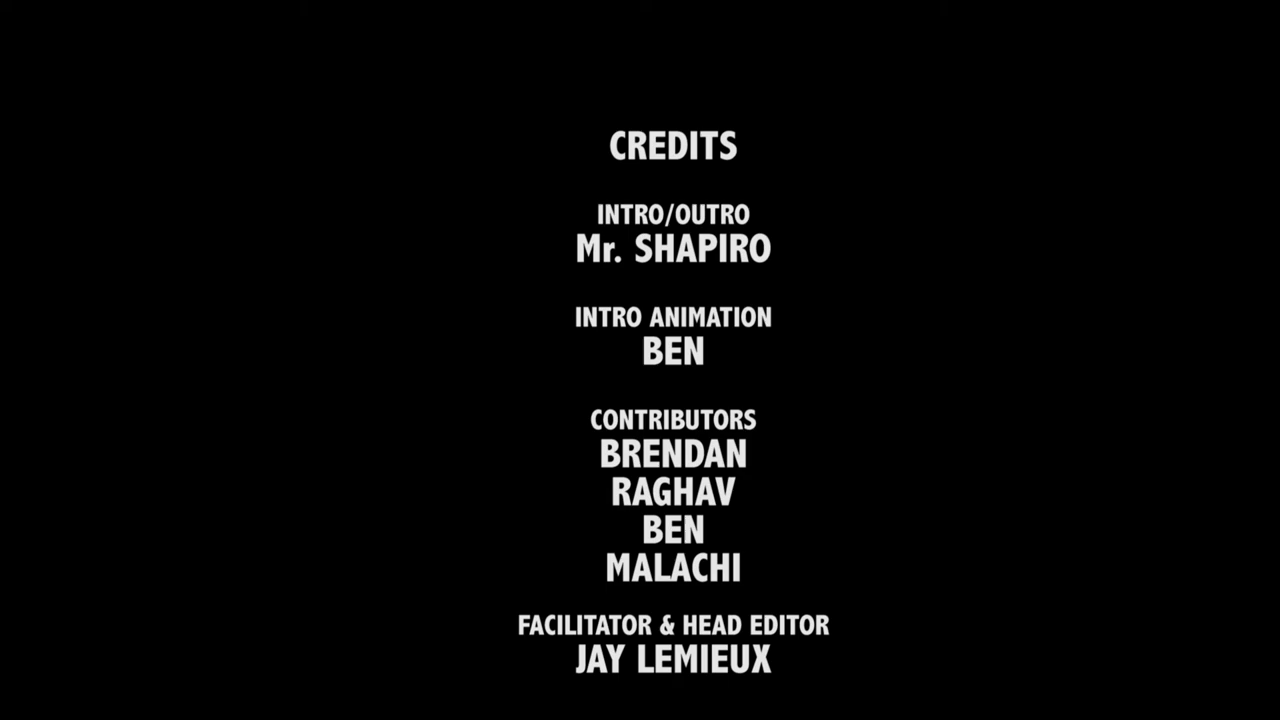 CREDITS
INTRO/OUTRO
Mr. SHAPIRO
INTRO ANIMATION
BEN
CONTRIBUTORS
BRENDAN
RAGHAV
BEN
MALACHI
FACILITATOR & HEAD EDITOR
JAY LEMIEUX